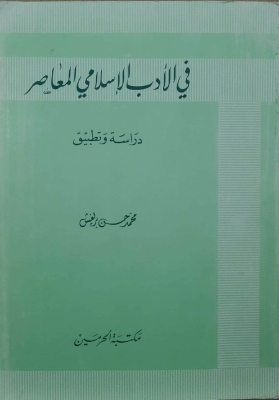 في الأدب الإسلامي المعاصر
دراسة وتطبيق
محمد حسن بريغش
مكتبة الحرمين